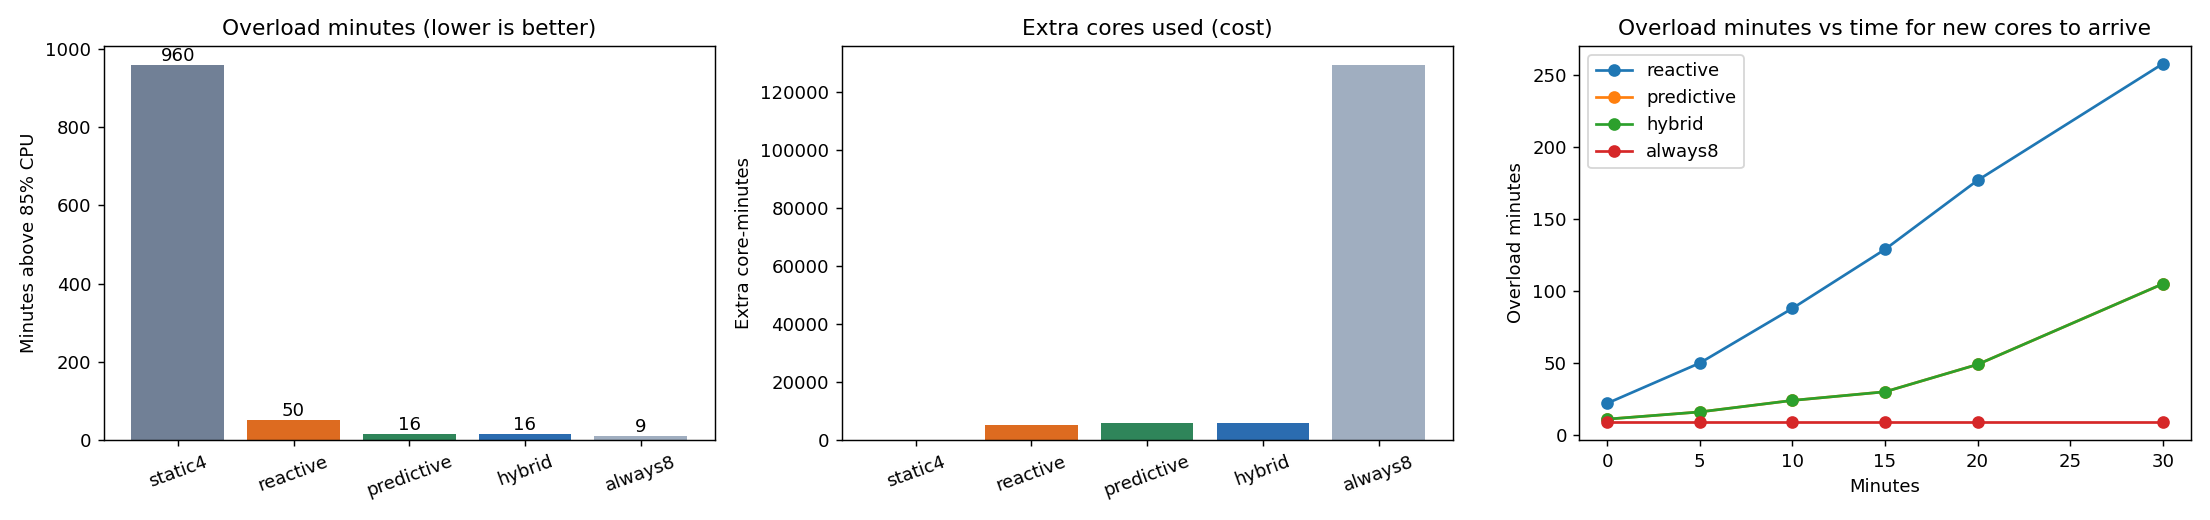 Overload minutes (lower is better)
Minutes above 85% CPU
1000
800
600
400
200
0
960
50
16
16
9
static4
reactive
predictive
hybrid
always8
Extra cores used (cost)
Extra core-minutes
120000
100000
80000
60000
40000
20000
0
static4
reactive
predictive
hybrid
always8
Overload minutes vs time for new cores to arrive
Overload minutes
250
200
150
100
50
0
reactive
predictive
hybrid
always8
0
5
10
15
20
25
30
Minutes